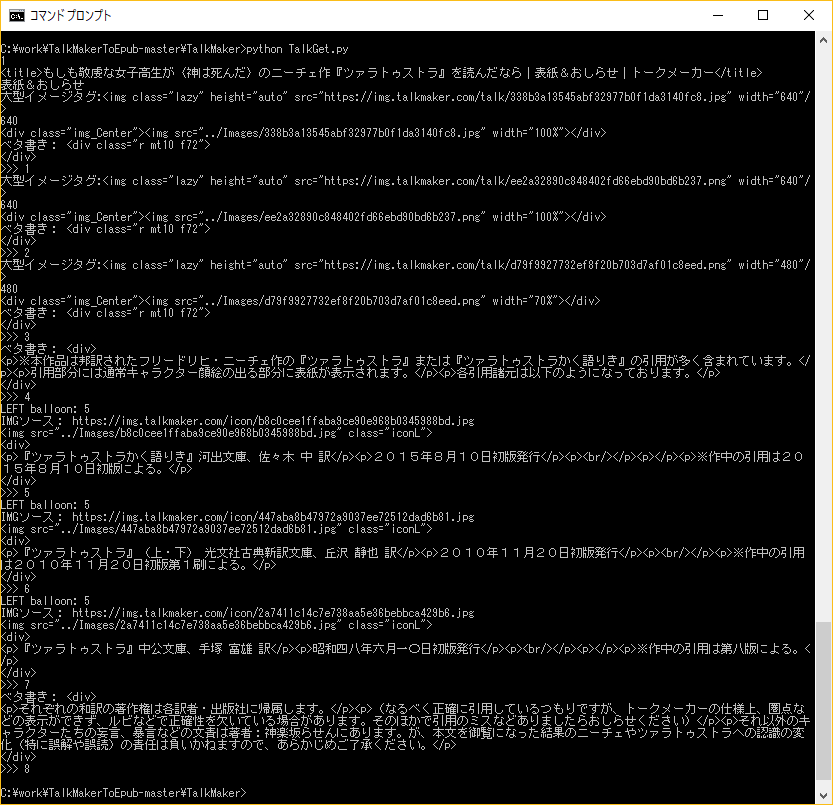 コマンド プロンプト
C:¥work¥TalkMakerToEpub-master¥TalkMaker>python TalkGet.py
1
<title>もしも敬虔な女子高生が〈神は死んだ〉のニーチェ作『ツァラトゥストラ』を読んだなら | 表紙＆おしらせ | トークメーカー</title>
表紙＆おしらせ
大型イメージタグ:<img class="lazy" height="auto" src="https://img.talkmaker.com/talk/338b3a13545abf32977b0f1da3140fc8.jpg" width="640"/
>
640
<div class="img_Center"><img src="../Images/338b3a13545abf32977b0f1da3140fc8.jpg" width="100%"></div>
ベタ書き： <div class="r mt10 f72">
</div>
>>> 1
大型イメージタグ:<img class="lazy" height="auto" src="https://img.talkmaker.com/talk/ee2a32890c848402fd66ebd90bd6b237.png" width="640"/
>
640
<div class="img_Center"><img src="../Images/ee2a32890c848402fd66ebd90bd6b237.png" width="100%"></div>
ベタ書き： <div class="r mt10 f72">
</div>
>>> 2
大型イメージタグ:<img class="lazy" height="auto" src="https://img.talkmaker.com/talk/d79f9927732ef8f20b703d7af01c8eed.png" width="480"/
>
480
<div class="img_Center"><img src="../Images/d79f9927732ef8f20b703d7af01c8eed.png" width="70%"></div>
ベタ書き： <div class="r mt10 f72">
</div>
>>> 3
ベタ書き： <div>
<p>※本作品は邦訳されたフリードリヒ・ニーチェ作の『ツァラトゥストラ』または『ツァラトゥストラかく語りき』の引用が多く含まれています。</
p><p>引用部分には通常キャラクター顔絵の出る部分に表紙が表示されます。</p><p>各引用諸元は以下のようになっております。</p>
</div>
>>> 4
LEFT balloon: 5
IMGソース： https://img.talkmaker.com/icon/b8c0cee1ffaba9ce90e968b0345988bd.jpg
<img src="../Images/b8c0cee1ffaba9ce90e968b0345988bd.jpg" class="iconL">
<div>
<p>『ツァラトゥストラかく語りき』河出文庫、佐々木 中 訳</p><p>２０１５年８月１０日初版発行</p><p><br/></p><p></p><p>※作中の引用は２０
１５年８月１０日初版による。</p>
</div>
>>> 5
LEFT balloon: 5
IMGソース： https://img.talkmaker.com/icon/447aba8b47972a9037ee72512dad6b81.jpg
<img src="../Images/447aba8b47972a9037ee72512dad6b81.jpg" class="iconL">
<div>
<p>『ツァラトゥストラ』（上・下） 光文社古典新訳文庫、丘沢 静也 訳</p><p>２０１０年１１月２０日初版発行</p><p><br/></p><p>※作中の引用
は２０１０年１１月２０日初版第１刷による。</p>
</div>
>>> 6
LEFT balloon: 5
IMGソース： https://img.talkmaker.com/icon/2a7411c14c7e738aa5e36bebbca429b6.jpg
<img src="../Images/2a7411c14c7e738aa5e36bebbca429b6.jpg" class="iconL">
<div>
<p>『ツァラトゥストラ』中公文庫、手塚 富雄 訳</p><p>昭和四八年六月一〇日初版発行</p><p><br/></p><p></p><p>※作中の引用は第八版による。<
/p>
</div>
>>> 7
ベタ書き： <div>
<p>それぞれの和訳の著作権は各訳者・出版社に帰属します。</p><p>（なるべく正確に引用しているつもりですが、トークメーカーの仕様上、圏点な
どの表示ができず、ルビなどで正確性を欠いている場合があります。そのほかで引用のミスなどありましたらおしらせください）</p><p>それ以外のキ
ャラクターたちの妄言、暴言などの文責は著者：神楽坂らせんにあります。が、本文を御覧になった結果のニーチェやツァラトゥストラへの認識の変
化（特に誤解や誤読）の責任は負いかねますので、あらかじめご了承ください。</p>
</div>
>>> 8
C:¥work¥TalkMakerToEpub-master¥TalkMaker>